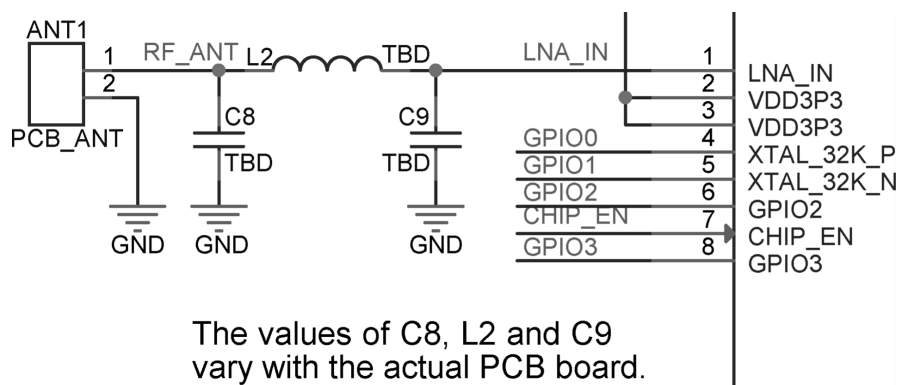 ANT1
1 RF_ANT L2 TBD LNA_IN 1
2 2
3
PCB_ANT C8 C9
TBD TBD
GPIO0 4
GPIO1 5
GPIO2 6
CHIP_EN 7
GPIO3 8
LNA_IN
VDD3P3
VDD3P3
XTAL_32K_P
XTAL_32K_N
GPIO2
CHIP_EN
GPIO3
GND GND GND
The values of C8, L2 and C9
vary with the actual PCB board.